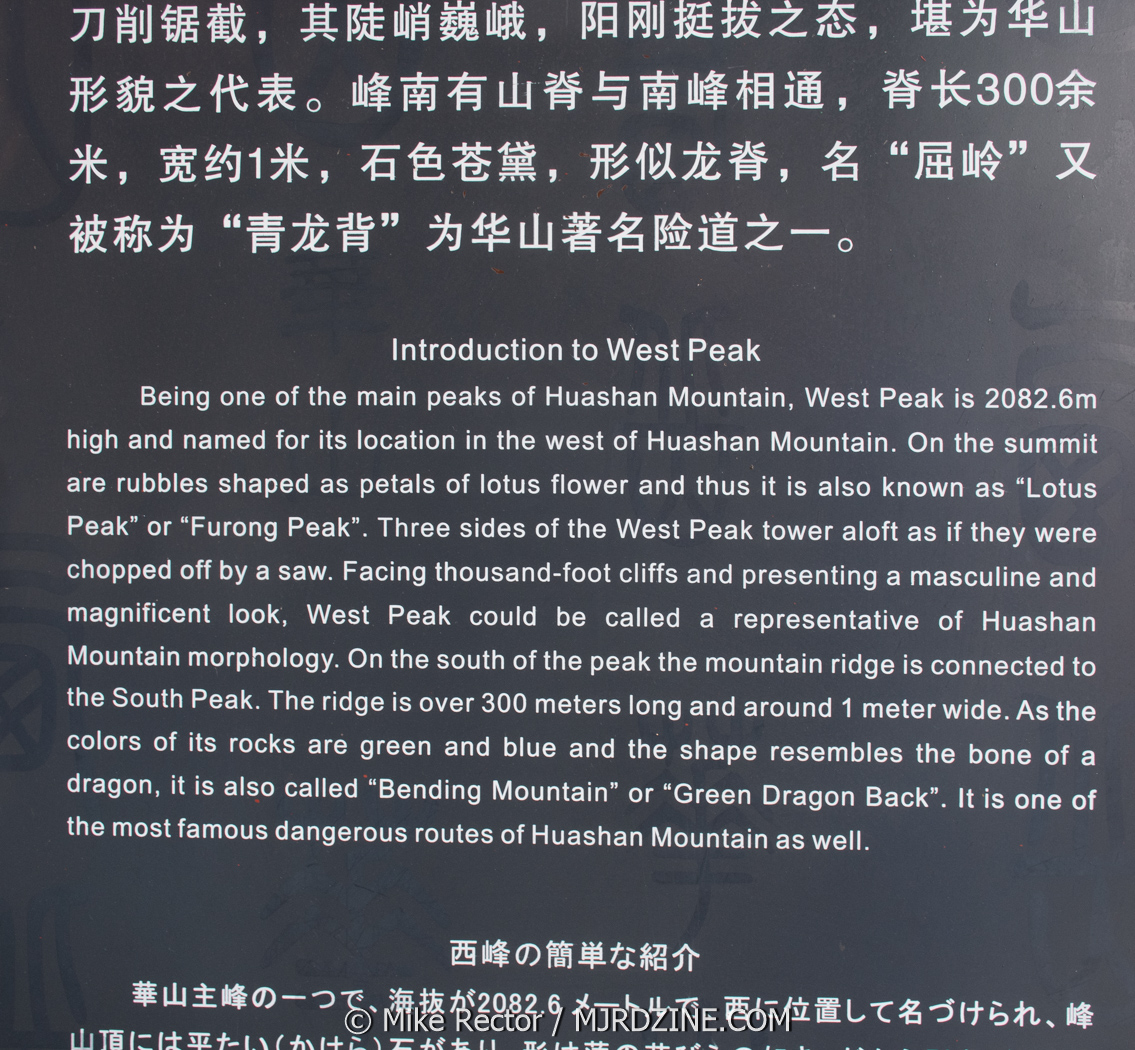 刀削锯截，其陡峭巍峨，阳刚挺拔之态，堪为华山
形貌之代表。峰南有山脊与南峰相通，脊长300余
米，宽约1米，石色苍黛，形似龙脊，名“屈岭”又
被称为“青龙背”为华山著名险道之一。
Introduction to West Peak
Being one of the main peaks of Huashan Mountain, West Peak is 2082.6m
high and named for its location in the west of Huashan Mountain. On the summit
are rubbles shaped as petals of lotus flower and thus it is also known as “Lotus
Peak” or “Furong Peak”. Three sides of the West Peak tower aloft as if they were
chopped off by a saw. Facing thousand-foot cliffs and presenting a masculine and
magnificent look, West Peak could be called a representative of Huashan
Mountain morphology. On the south of the peak the mountain ridge is connected to
the South Peak. The ridge is over 300 meters long and around 1 meter wide. As the
colors of its rocks are green and blue and the shape resembles the bone of a
dragon, it is also called “Bending Mountain” or “Green Dragon Back”. It is one of
the most famous dangerous routes of Huashan Mountain as well.
西峰の簡単な紹介
華山主峰の一つで、海抜が2082.6 メートルで、西に位置して名づけられ、峰
© Mike Rector / MJRDZINE.COM
山頂には平たい(かけら)石があり